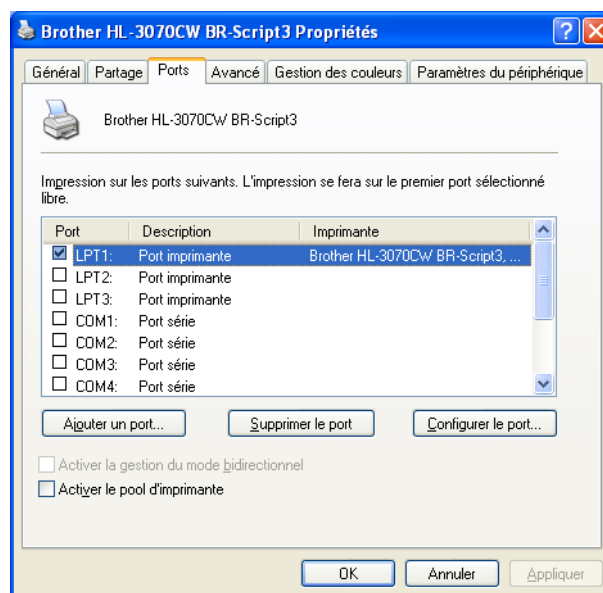 Brother HL-3070CW BR-Script3 Propriétés
Général Partage Ports Avancé Gestion des couleurs Paramètres du périphérique
Brother HL-3070CW BR-Script3
Impression sur les ports suivants. L'impression se fera sur le premier port sélectionné
libre.
Port Description Imprimante
LPT1: Port imprimante Brother HL-3070CW BR-Script3, ...
LPT2: Port imprimante
LPT3: Port imprimante
COM1: Port série
COM2: Port série
COM3: Port série
COM4: Port série
Ajouter un port... Supprimer le port Configurer le port...
Activer la gestion du mode bidirectionnel
Activer le pool d'imprimante
OK Annuler Appliquer